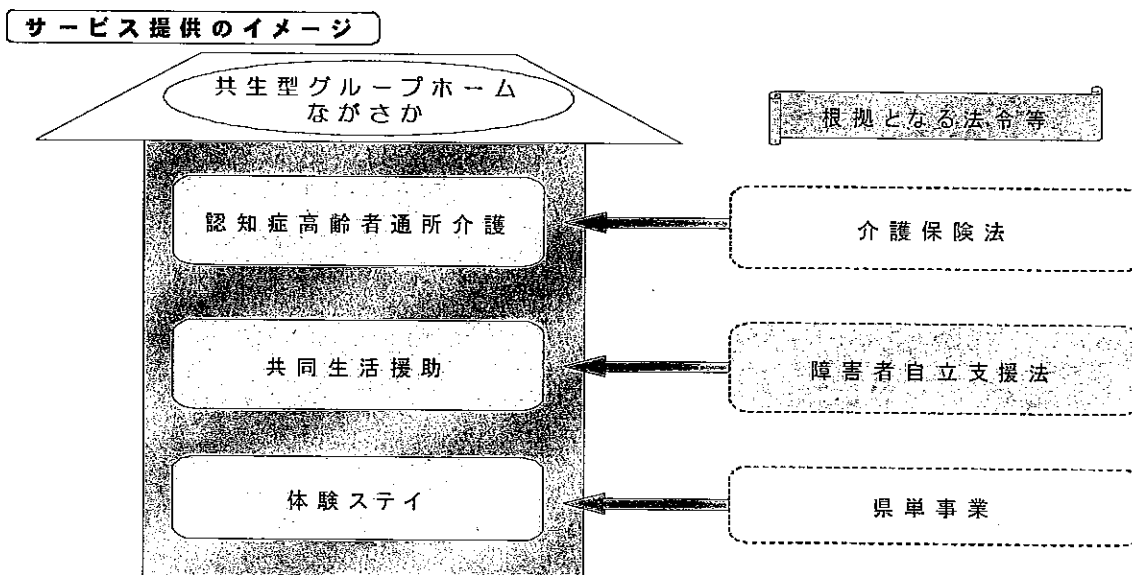 サービス提供のイメージ
共生型グループホーム
ながさか
根拠となる法令等
認知症高齢者通所介護
介護保険法
共同生活援助
障害者自立支援法
体験ステイ
県単事業